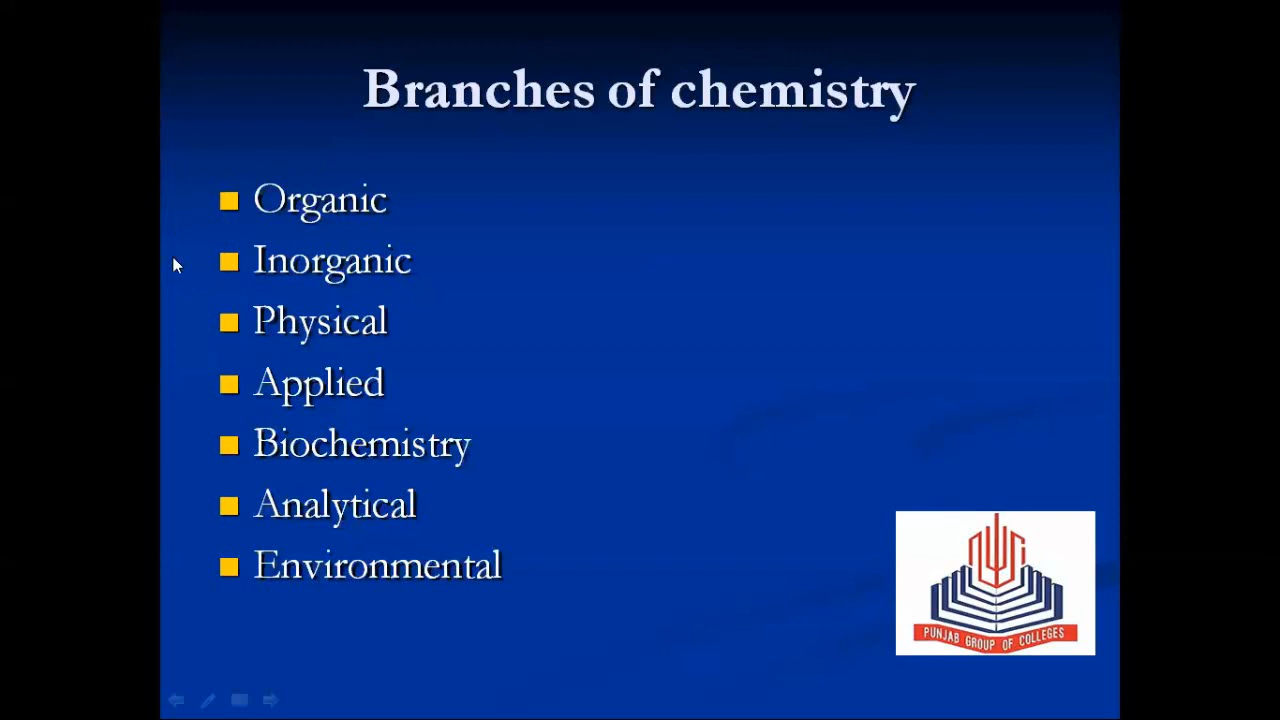 Branches of chemistry
Organic
Inorganic
Physical
Applied
Biochemistry
Analytical
Environmental
PUNJAB GROUP OF COLLEGES